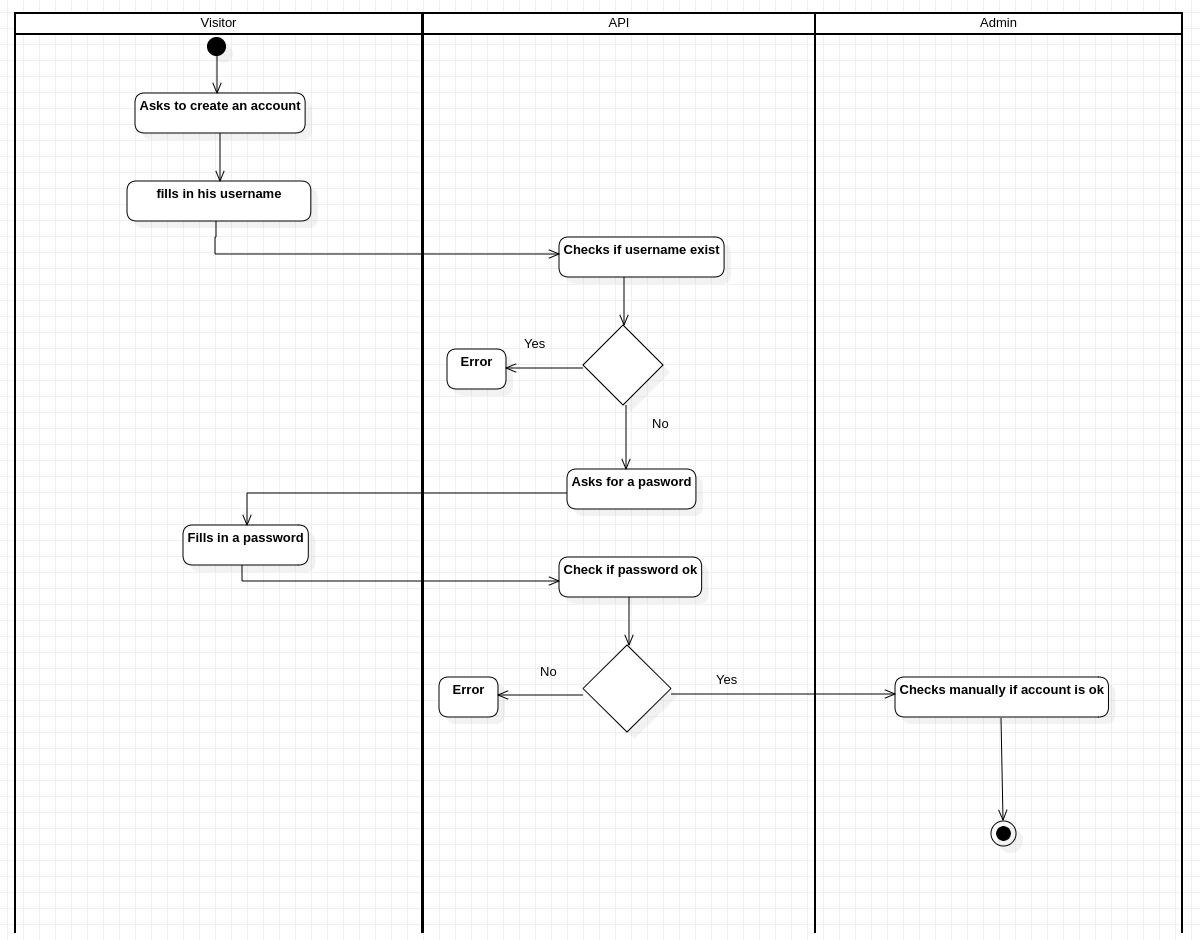 Visitor
API
Admin
Asks to create an account
fills in his username
Checks if username exist
Yes
Error
No
Asks for a pasword
Fills in a password
Check if password ok
No
Yes
Error
Checks manually if account is ok